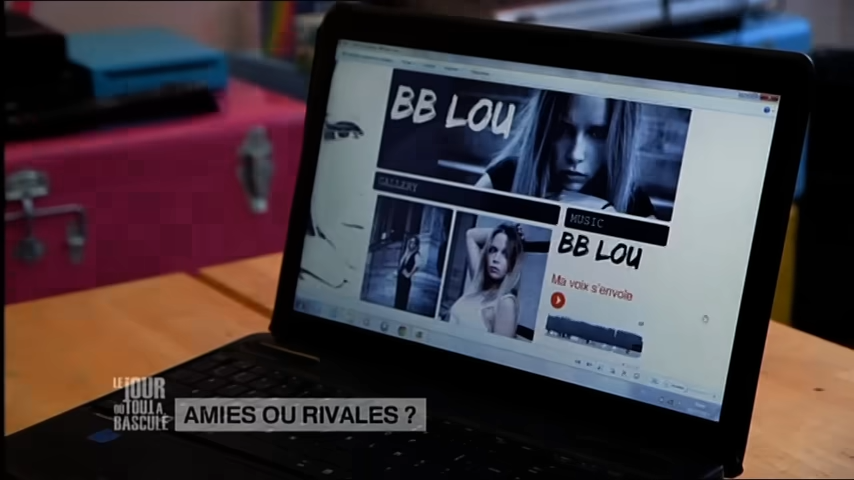 BB LOU
GALLERY
MUSIC
BB LOU
Ma voix s'envole
LE JOUR
OÙ TOUT A
BASCULÉ
AMIES OU RIVALES ?